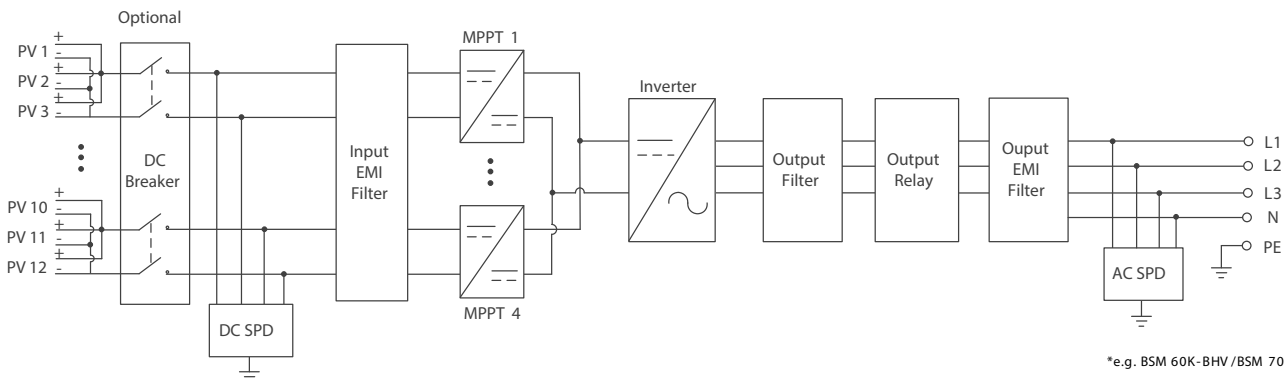 Optional
+
PV 1
-
+
PV 2
-
+
PV 3
-
DC
Breaker
+
PV 10
-
+
PV 11
-
+
PV 12
-
DC SPD
Input
EMI
Filter
MPPT 1
MPPT 4
Inverter
Output
Filter
Output
Relay
Ouput
EMI
Filter
L1
L2
L3
N
PE
AC SPD
*e.g. BSM 60K-BHV /BSM 70